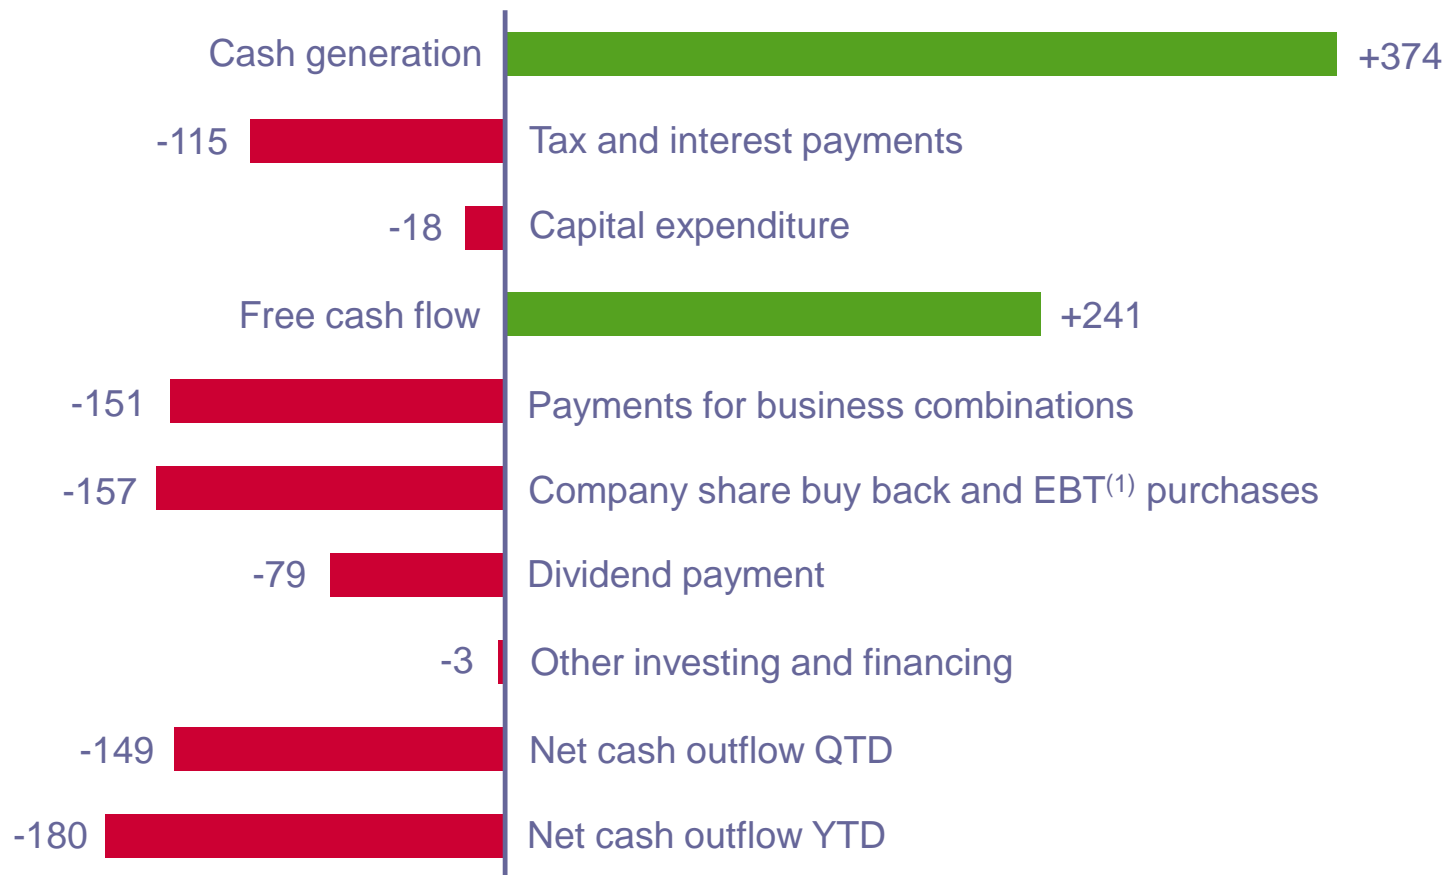 Cash generation +374
-115 Tax and interest payments
-18 Capital expenditure
Free cash flow +241
-151 Payments for business combinations
-157 Company share buy back and EBT(1) purchases
-79 Dividend payment
-3 Other investing and financing
-149 Net cash outflow QTD
-180 Net cash outflow YTD